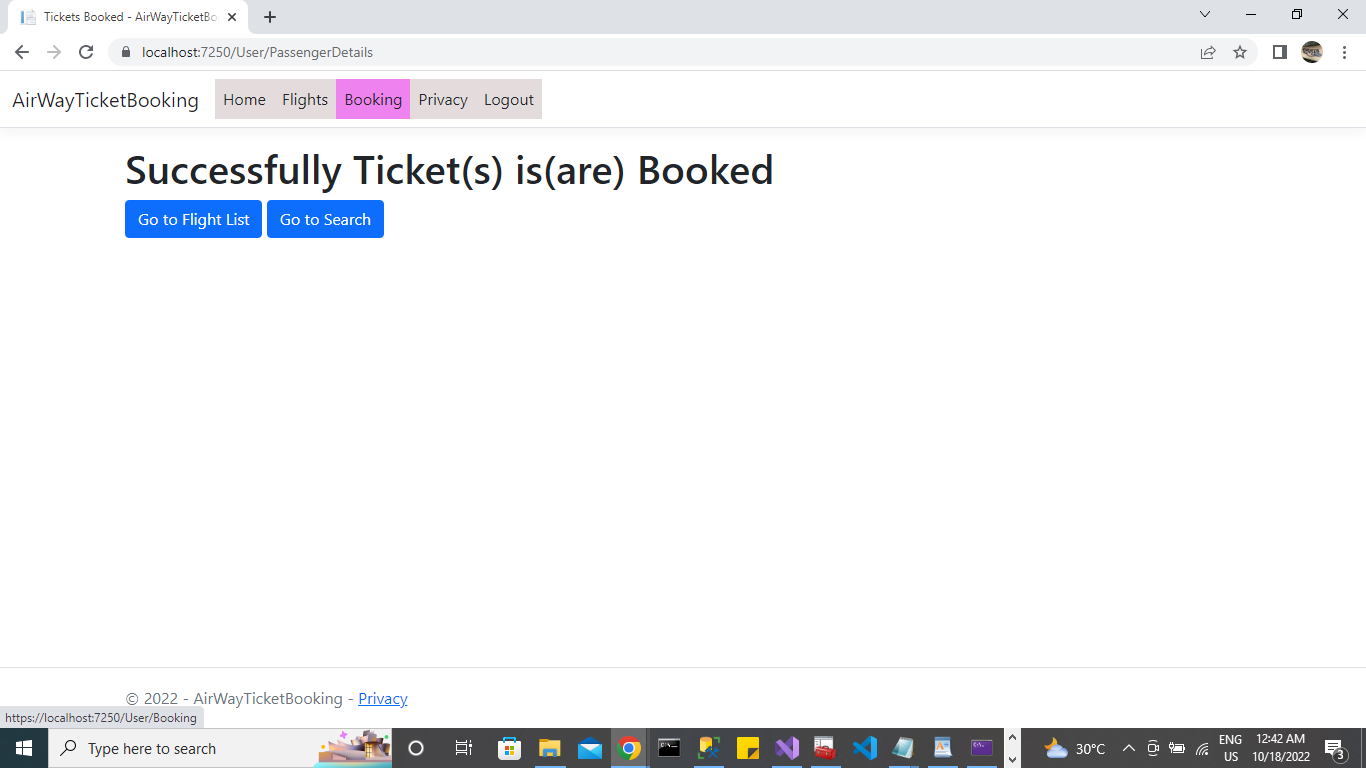 Tickets Booked - AirWayTicketBo
localhost:7250/User/PassengerDetails
AirWayTicketBooking Home Flights Booking Privacy Logout
Successfully Ticket(s) is(are) Booked
Go to Flight List Go to Search
© 2022 - AirWayTicketBooking - Privacy
https://localhost:7250/User/Booking
Type here to search
30°C
ENG
US
12:42 AM
10/18/2022
3